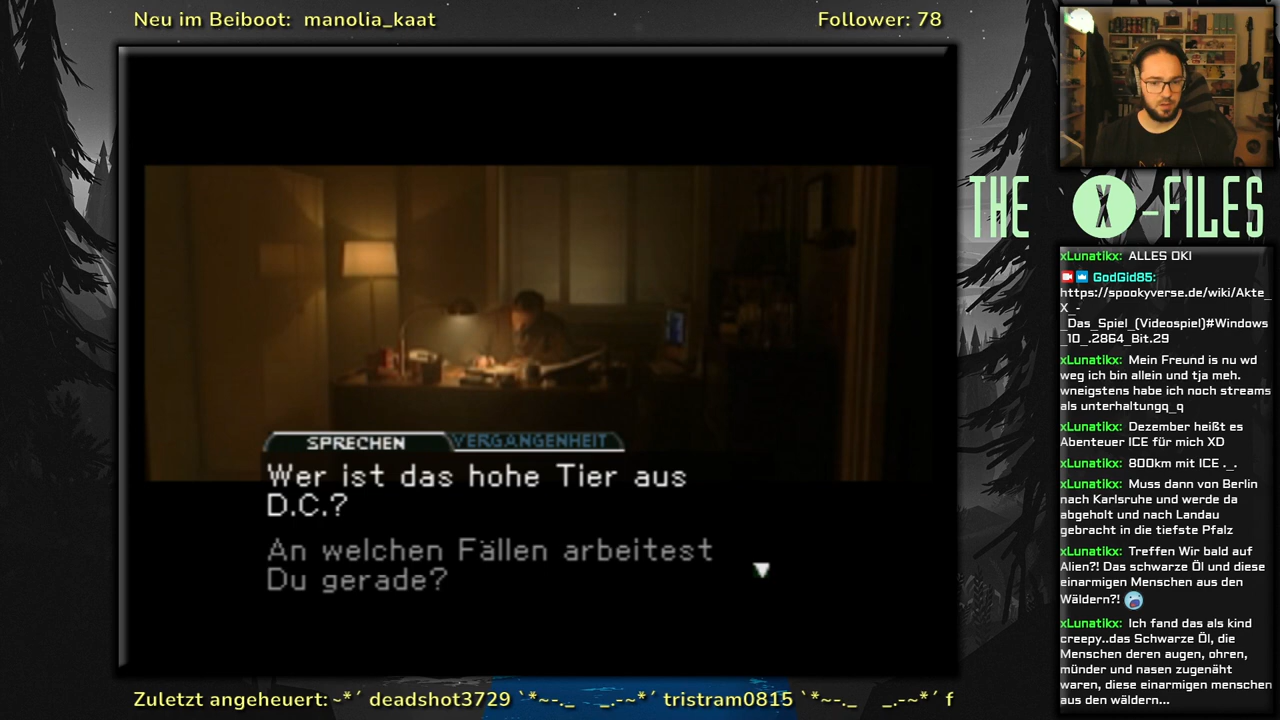 Neu im Beiboot: manolia_kaat
Follower: 78
THE X-FILES
SPRECHEN
VERGANGENHEIT
Wer ist das hohe Tier aus
D.C.?
An welchen Fällen arbeitest
Du gerade?
xLunatikx: ALLES OKI
GodGid85:
https://spookyverse.de/wiki/Akte_
X_-
_Das_Spiel_(Videospiel)#Windows
_10_.2864_Bit.29
xLunatikx: Mein Freund is nu wd
weg ich bin allein und tja meh.
wneigstens habe ich noch streams
als unterhaltungq_q
xLunatikx: Dezember heißt es
Abenteuer ICE für mich XD
xLunatikx: 800km mit ICE ._.
xLunatikx: Muss dann von Berlin
nach Karlsruhe und werde da
abgeholt und nach Landau
gebracht in die tiefste Pfalz
xLunatikx: Treffen Wir bald auf
Alien?! Das schwarze Öl und diese
einarmigen Menschen aus den
Wäldern?!
xLunatikx: Ich fand das als kind
creepy..das Schwarze Öl, die
Menschen deren augen, ohren,
münder und nasen zugenäht
waren, diese einarmigen menschen
aus den wäldern...
Zuletzt angeheuert: ~*´ deadshot3729 `*~-._ _.-~*´ tristram0815 `*~-._ _.-~*´ f